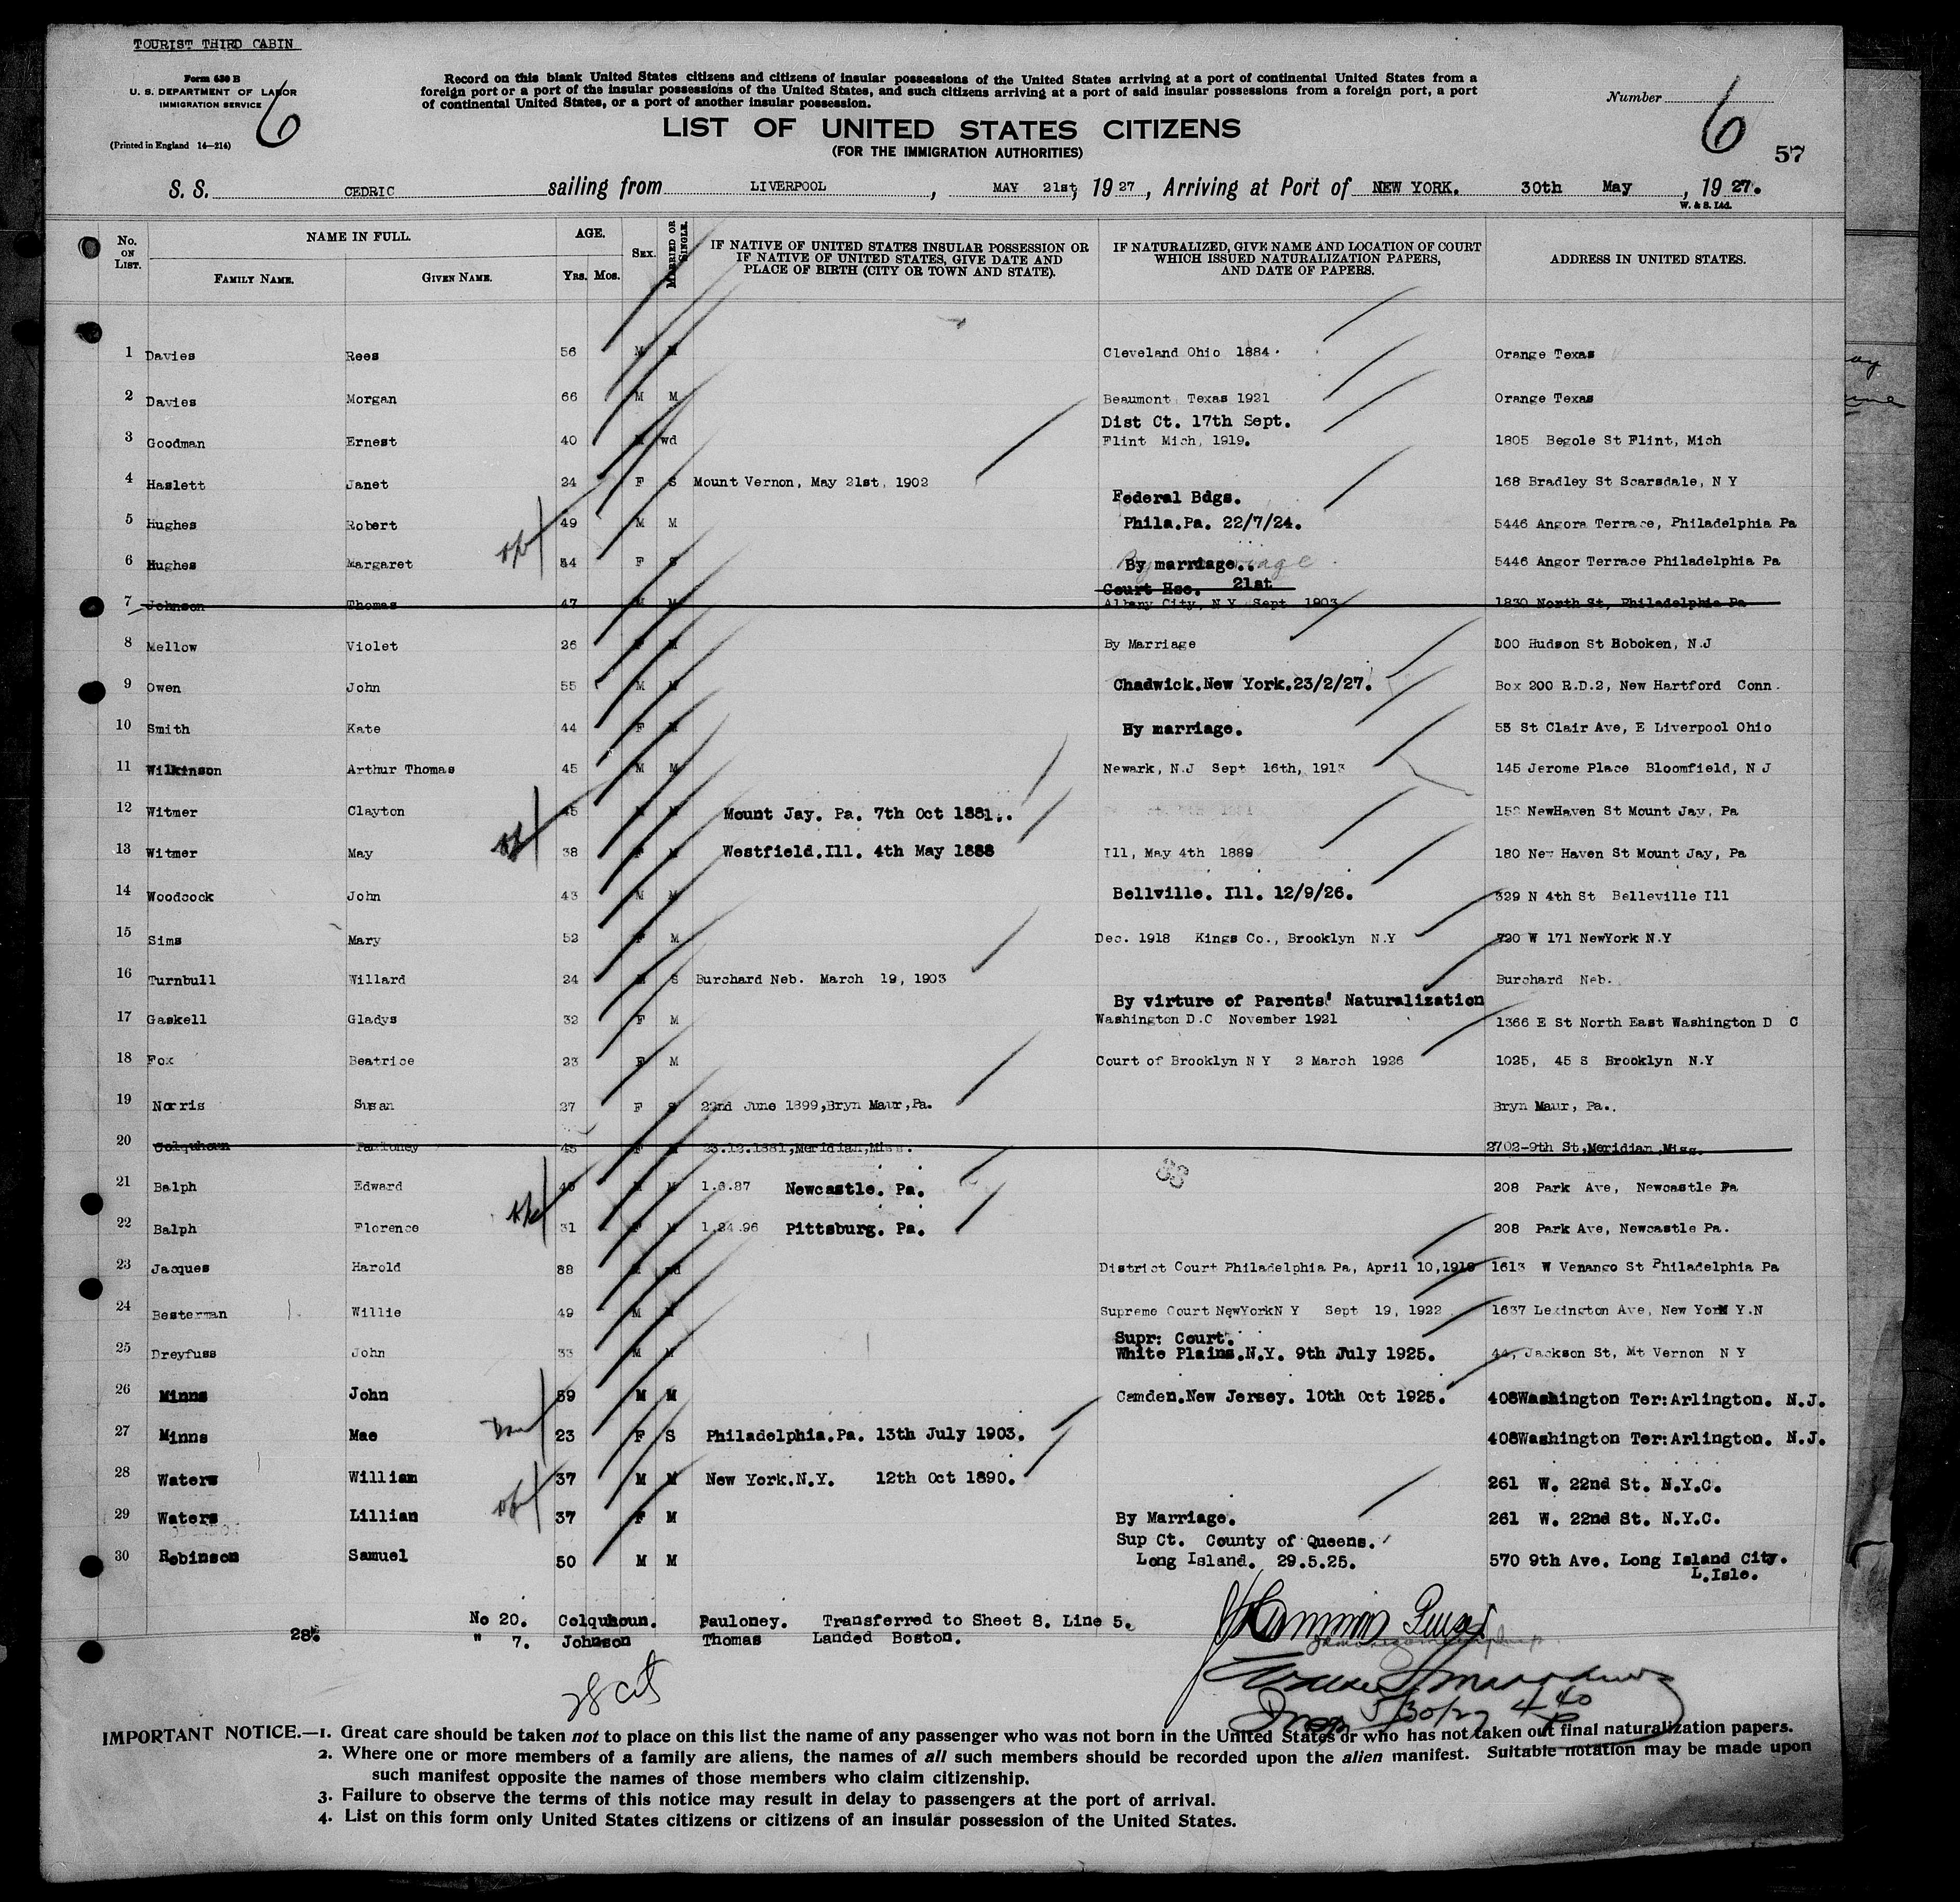 TOURIST THIRD CABIN
Form 630 B
U. S. DEPARTMENT OF LABOR
IMMIGRATION SERVICE
(Printed in England 14—214)
6
Record on this blank United States citizens and citizens of insular possessions of the United States arriving at a port of continental United States from a
foreign port or a port of the insular possessions of the United States, and such citizens arriving at a port of said insular possessions from a foreign port, a port
of continental United States, or a port of another insular possession.
Number 6
57
LIST OF UNITED STATES CITIZENS
(FOR THE IMMIGRATION AUTHORITIES)
S. S. CEDRIC sailing from LIVERPOOL, MAY 21st, 1927, Arriving at Port of NEW YORK. 30th May, 1927.
W. & S. Ltd.
No. ON LIST. NAME IN FULL. FAMILY NAME. GIVEN NAME. AGE. Yrs. Mos. SEX. MARRIED OR SINGLE. IF NATIVE OF UNITED STATES INSULAR POSSESSION OR IF NATIVE OF UNITED STATES, GIVE DATE AND PLACE OF BIRTH (CITY OR TOWN AND STATE). IF NATURALIZED, GIVE NAME AND LOCATION OF COURT WHICH ISSUED NATURALIZATION PAPERS, AND DATE OF PAPERS. ADDRESS IN UNITED STATES.
1 Davies Rees 56 M M Cleveland Ohio 1884. Orange Texas
2 Davies Morgan 66 M M Beaumont Texas 1921 Orange Texas
Dist Ct. 17th Sept.
3 Goodman Ernest 40 M wd Flint Mich, 1919. 1805 Begole St Flint, Mich
4 Haslett Janet 24 F S Mount Vernon, May 21st, 1902 168 Bradley St Scarsdale, N Y
Federal Bdgs.
5 Hughes Robert 49 M M Phila.Pa. 22/7/24. 5446 Angora Terrace, Philadelphia Pa
6 Hughes Margaret 54 F S By marriage.. 5446 Angor Terrace Philadelphia Pa
Court Hse. 21st
7 Johnson Thomas 47 M M Albany City, N Y Sept 1903 1830 North St, Philadelphia Pa
8 Mellow Violet 26 F M By Marriage 100 Hudson St Hoboken, N.J
9 Owen John 55 M M Chadwick.New York.23/2/27. Box 200 R.D.2, New Hartford Conn.
10 Smith Kate 44 F M By marriage. 55 St Clair Ave, E Liverpool Ohio
11 Wilkinson Arthur Thomas 45 M M Newark, N.J Sept 16th, 1913 145 Jerome Place Bloomfield, N J
12 Witmer Clayton 45 M M Mount Jay. Pa. 7th Oct 1881.. 152 NewHaven St Mount Jay, Pa
13 Witmer May 38 F M Westfield.Ill. 4th May 1888 Ill, May 4th 1889 180 New Haven St Mount Jay, Pa
14 Woodcock John 43 M M Bellville. Ill. 12/9/26. 329 N 4th St Belleville Ill
15 Sims Mary 52 F M Dec. 1918 Kings Co., Brooklyn N.Y 720 W 171 NewYork N.Y
16 Turnbull Willard 24 M S Burchard Neb. March 19, 1903 Burchard Neb.
By virture of Parents' Naturalization
17 Gaskell Gladys 32 F M Washington D.C November 1921 1366 E St North East Washington D C
18 Fox Beatrice 23 F M Court of Brooklyn N Y 2 March 1926 1025, 45 S Brooklyn N.Y
19 Norris Susan 27 F S 22nd June 1899,Bryn Maur,Pa. Bryn Maur, Pa..
20 Colquhoun Pauloney 45 F M 23.12.1881,Meridian,Miss. 2702-9th St,Meridian,Miss.
21 Balph Edward 40 M M 1.6.87 Newcastle. Pa. 208 Park Ave, Newcastle Pa
22 Balph Florence 31 F M 1.24.96 Pittsburg. Pa. 208 Park Ave, Newcastle Pa.
23 Jacques Harold 38 M wd District Court Philadelphia Pa, April 10,1918 1613 W Venango St Philadelphia Pa
24 Besterman Willie 49 M M Supreme Court NewYorkN Y Sept 19, 1922 1637 Lexington Ave, New York Y.N
Supr: Court.
25 Dreyfuss John 33 M M White Plains.N.Y. 9th July 1925. 44, Jackson St, Mt Vernon N Y
26 Minns John 59 M M Camden.New Jersey. 10th Oct 1925. 408Washington Ter:Arlington. N.J.
27 Minns Mae 23 F S Philadelphia.Pa. 13th July 1903. 408Washington Ter:Arlington. N.J.
28 Waters William 37 M M New York.N.Y. 12th Oct 1890. 261 W. 22nd St. N.Y.C.
29 Waters Lillian 37 F M By Marriage. 261 W. 22nd St. N.Y.C.
Sup Ct. County of Queens.
30 Robinson Samuel 50 M M Long Island. 29.5.25. 570 9th Ave. Long Island City.
L.Isle.
No 20. Colquhoun. Pauloney. Transferred to Sheet 8. Line 5.
28.
" 7. Johnson Thomas Landed Boston.
28 cit
5/30/27
IMPORTANT NOTICE.—1. Great care should be taken not to place on this list the name of any passenger who was not born in the United States or who has not taken out final naturalization papers.
2. Where one or more members of a family are aliens, the names of all such members should be recorded upon the alien manifest. Suitable notation may be made upon
such manifest opposite the names of those members who claim citizenship.
3. Failure to observe the terms of this notice may result in delay to passengers at the port of arrival.
4. List on this form only United States citizens or citizens of an insular possession of the United States.